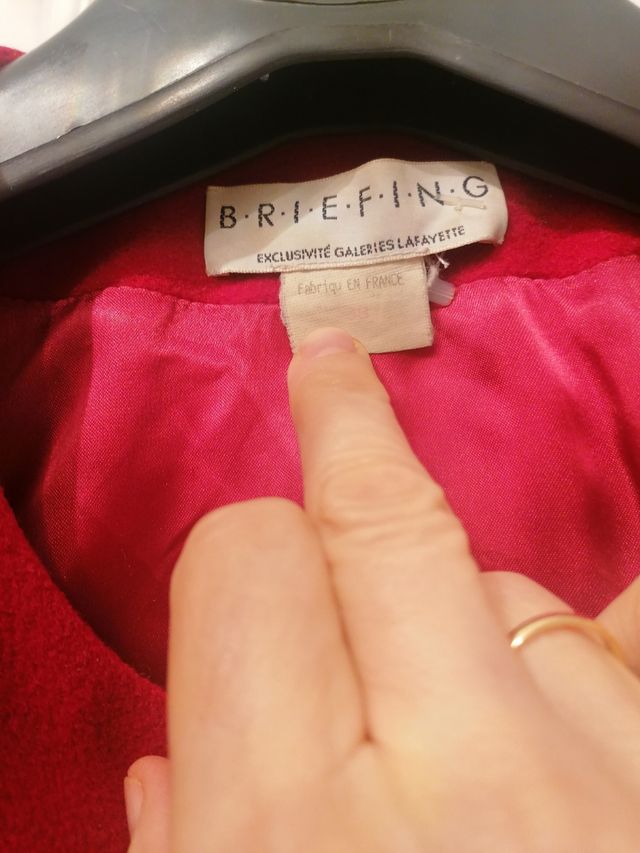 B·R·I·E·F·I·N·G
EXCLUSIVITÉ GALERIES LAFAYETTE
Fabriqu EN FRANCE